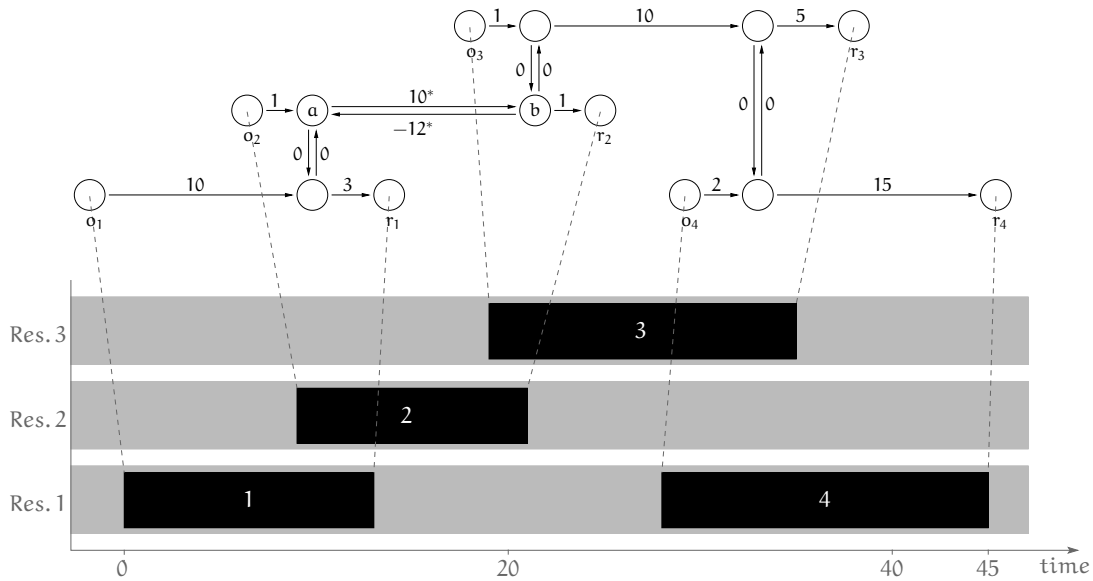 1 10 5
o₃ r₃
0 0
0 0
1 a 10* b 1
−12*
o₂ r₂
0 0
10 3 2 15
o₁ r₁ o₄ r₄
Res. 3 3
Res. 2 2
Res. 1 1 4
0 20 40 45 time